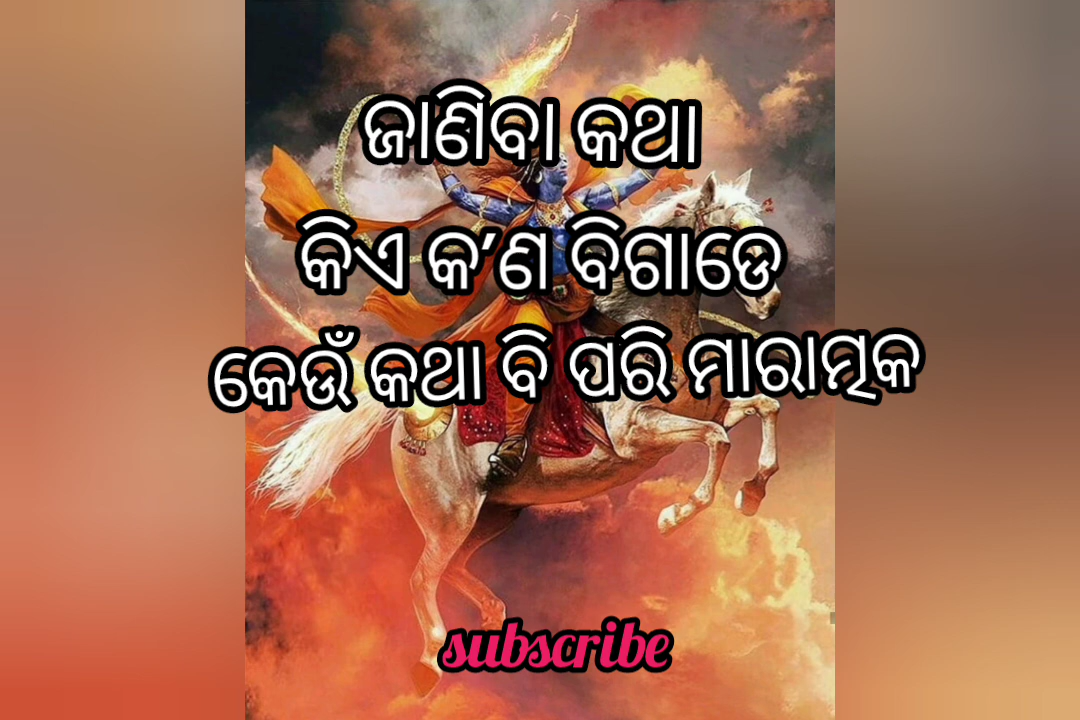 ଜାଣିବା କଥା
କିଏ କ'ଣ ବିଗାଡେ
କେଉଁ କଥା ବି ପରି ମାରାତ୍ମକ
subscribe